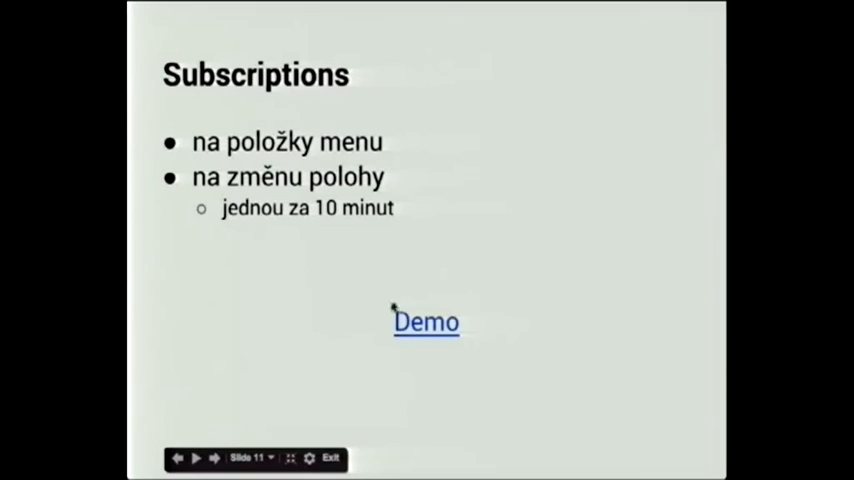 Subscriptions
● na položky menu
● na změnu polohy
○ jednou za 10 minut
Demo
Slide 11
Exit